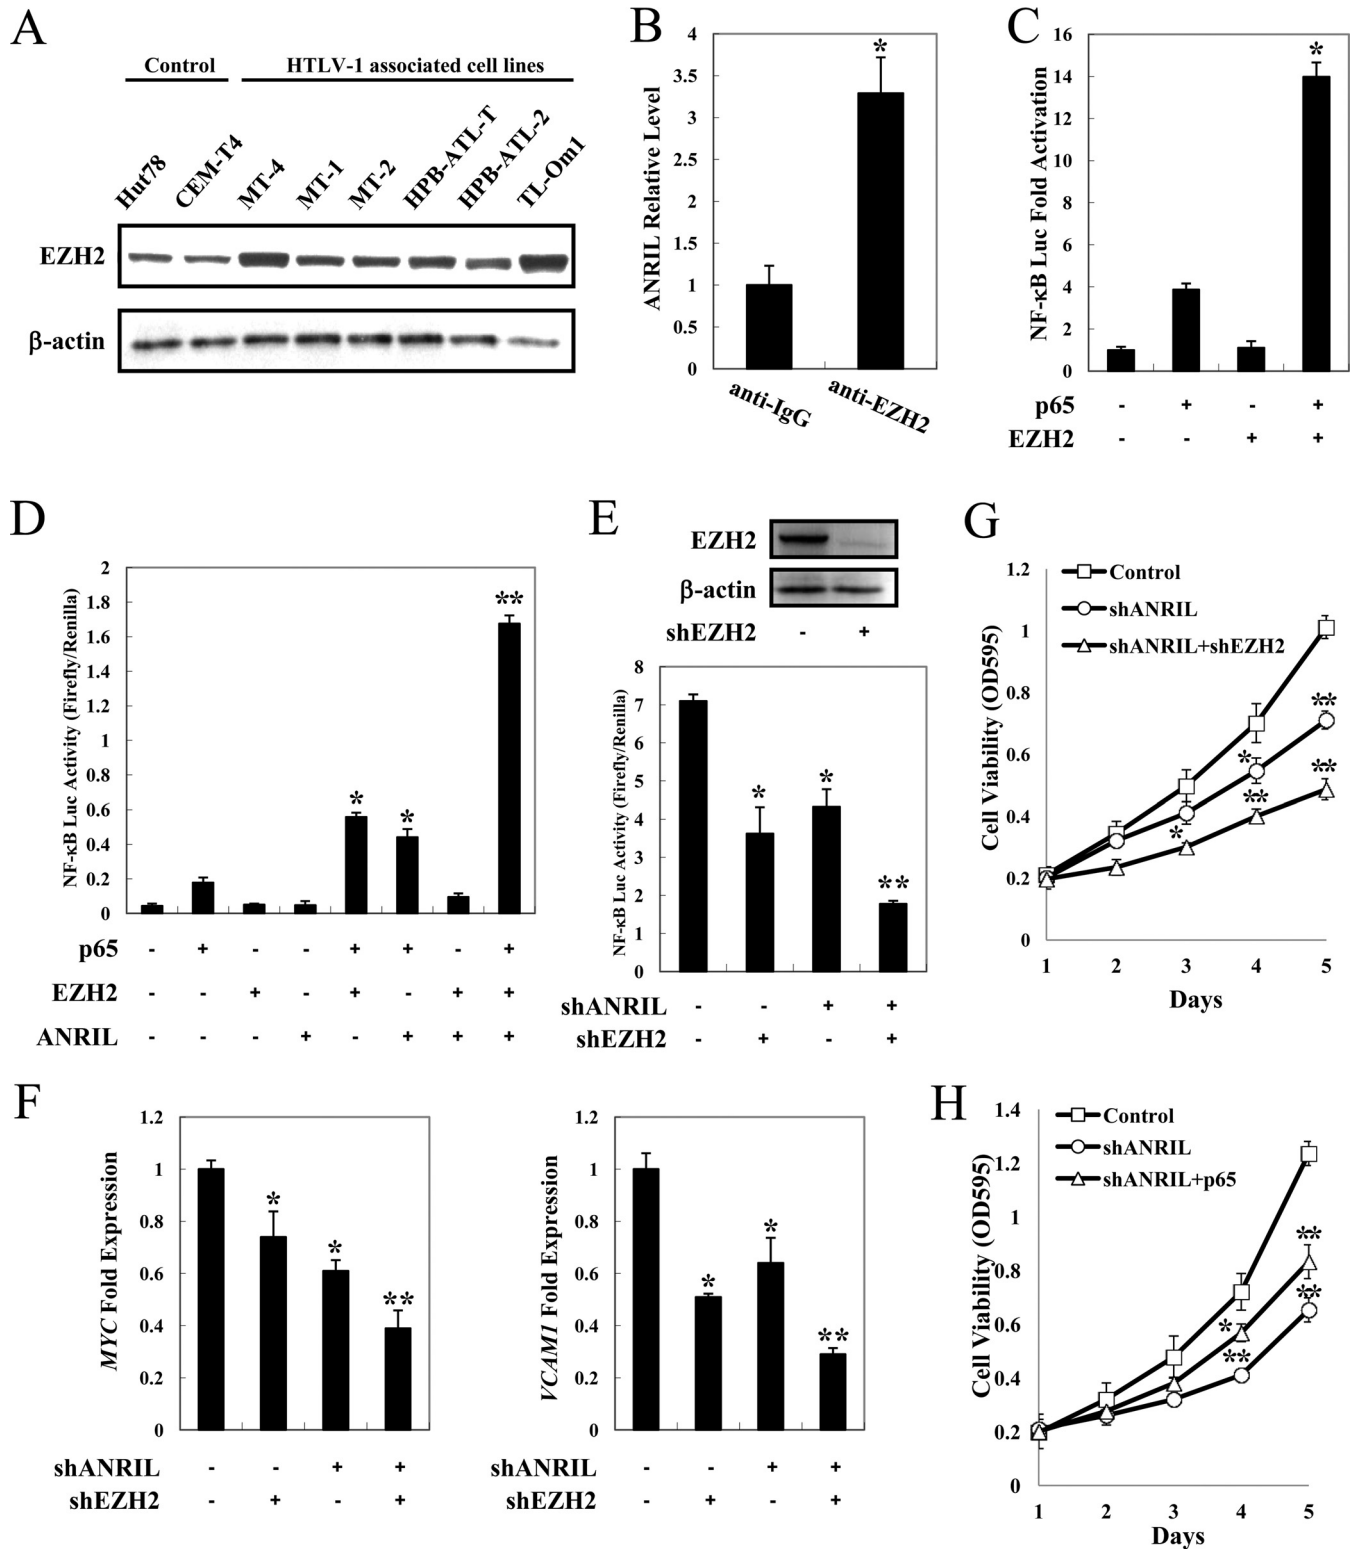 A
Control
HTLV-1 associated cell lines
Hut78
CEM-T4
MT-4
MT-1
MT-2
HPB-ATL-T
HPB-ATL-2
TL-Om1
EZH2
β-actin
B
ANRIL Relative Level
4
3.5
3
2.5
2
1.5
1
0.5
0
*
anti-IgG
anti-EZH2
C
NF-κB Luc Fold Activation
16
14
12
10
8
6
4
2
0
*
p65 - + - +
EZH2 - - + +
D
NF-κB Luc Activity (Firefly/Renilla)
2
1.8
1.6
1.4
1.2
1
0.8
0.6
0.4
0.2
0
* * **
p65 - + - - + + - +
EZH2 - - + - + - + +
ANRIL - - - + - + + +
E
EZH2
β-actin
shEZH2 - +
NF-κB Luc Activity (Firefly/Renilla)
8
7
6
5
4
3
2
1
0
* * **
shANRIL - - + +
shEZH2 - + - +
G
Control
shANRIL
shANRIL+shEZH2
Cell Viability (OD595)
1.2
1
0.8
0.6
0.4
0.2
0
* ** * ** **
1 2 3 4 5
Days
F
MYC Fold Expression
1.2
1
0.8
0.6
0.4
0.2
0
* * **
shANRIL - - + +
shEZH2 - + - +
VCAM1 Fold Expression
1.2
1
0.8
0.6
0.4
0.2
0
* * **
shANRIL - - + +
shEZH2 - + - +
H
Control
shANRIL
shANRIL+p65
Cell Viability (OD595)
1.4
1.2
1
0.8
0.6
0.4
0.2
0
* ** ** **
1 2 3 4 5
Days